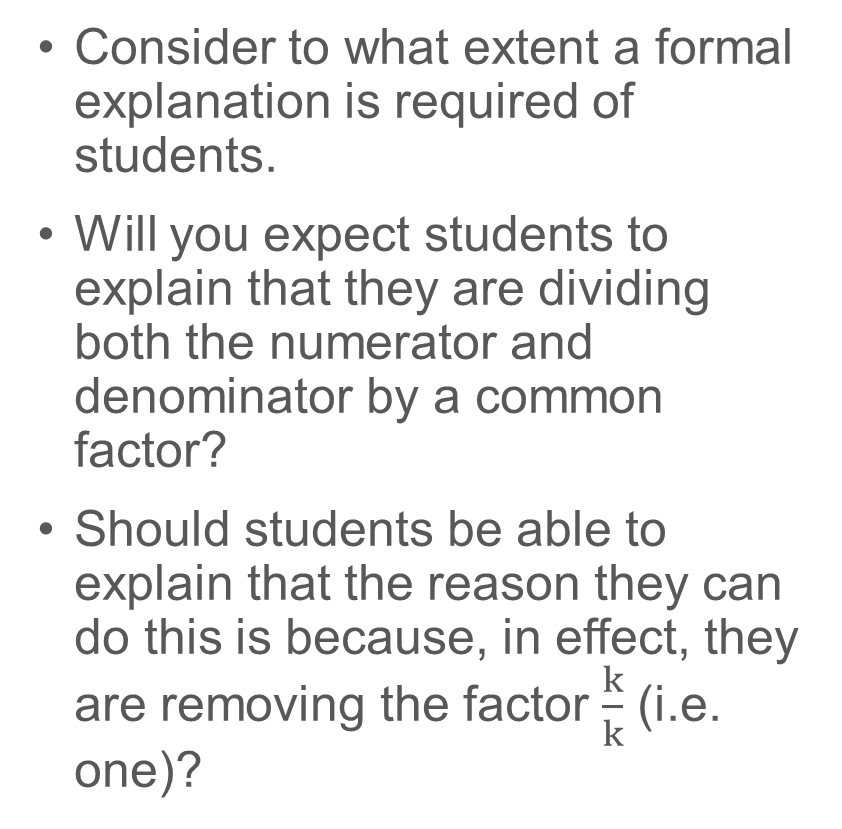 • Consider to what extent a formal
explanation is required of
students.
• Will you expect students to
explain that they are dividing
both the numerator and
denominator by a common
factor?
• Should students be able to
explain that the reason they can
do this is because, in effect, they
are removing the factor k/k (i.e.
one)?